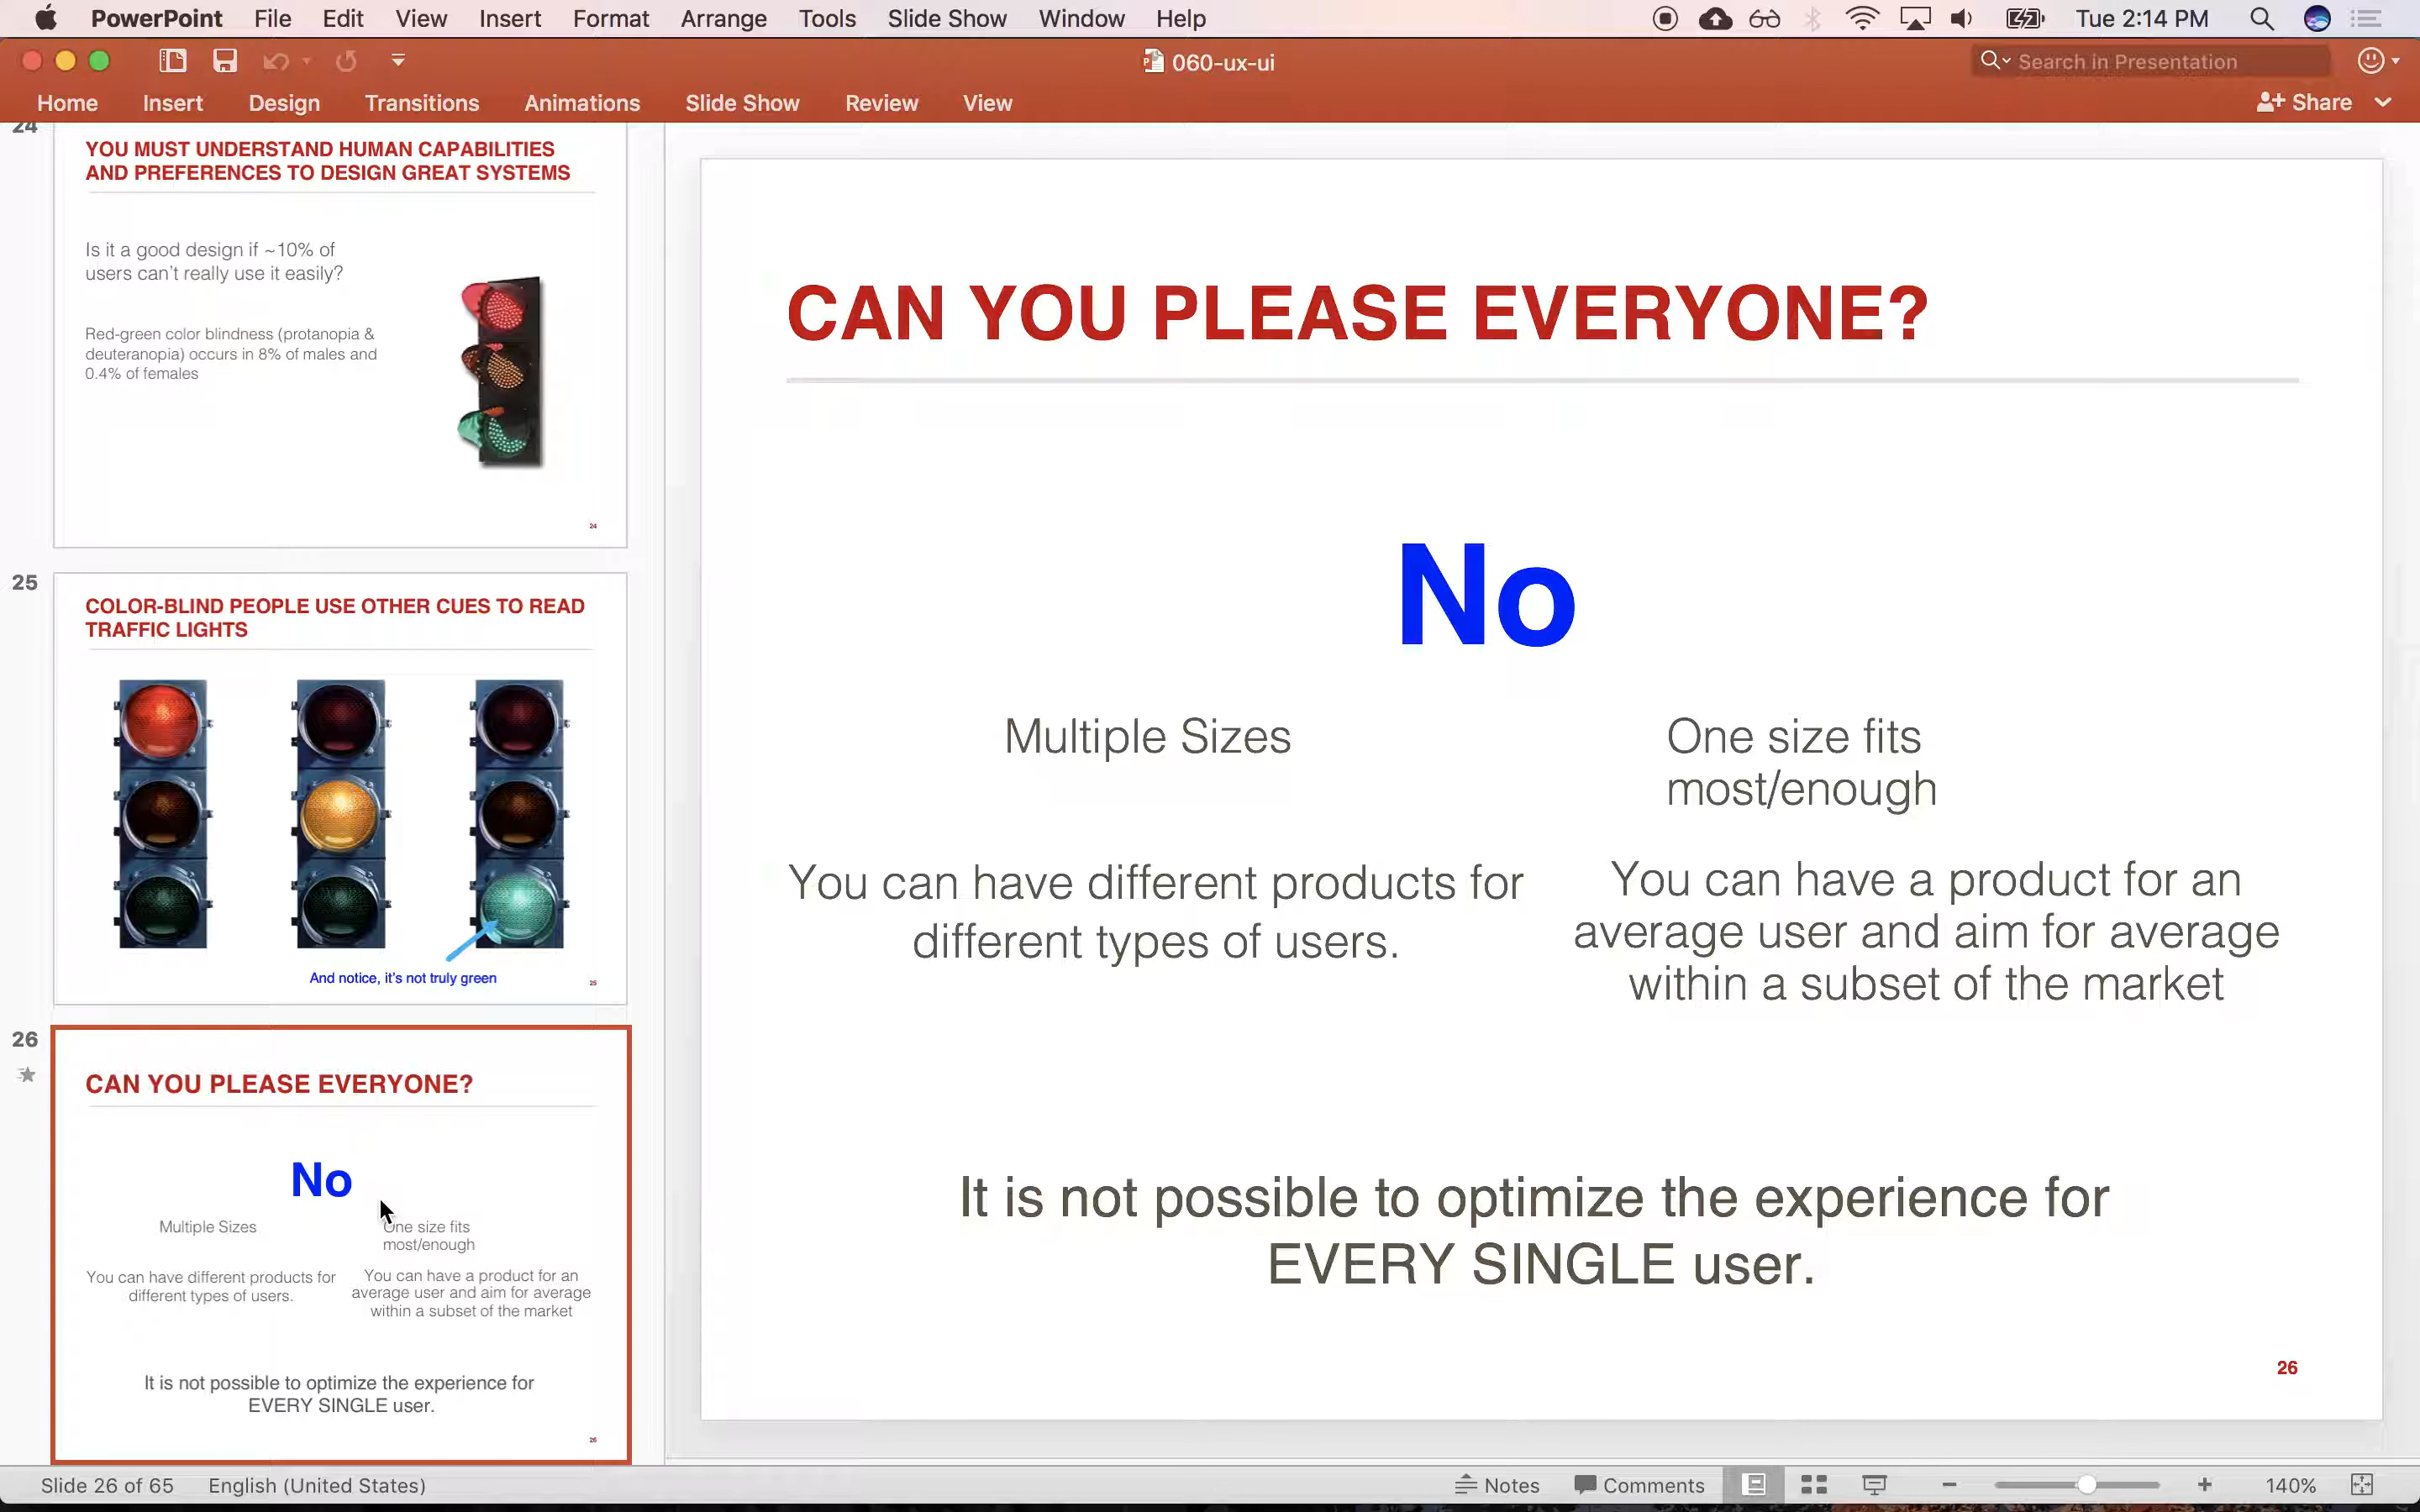 PowerPoint File Edit View Insert Format Arrange Tools Slide Show Window Help Tue 2:14 PM
060-ux-ui
Search in Presentation
Home Insert Design Transitions Animations Slide Show Review View Share
24
YOU MUST UNDERSTAND HUMAN CAPABILITIES
AND PREFERENCES TO DESIGN GREAT SYSTEMS
Is it a good design if ~10% of
users can't really use it easily?
Red-green color blindness (protanopia &
deuteranopia) occurs in 8% of males and
0.4% of females
24
25
COLOR-BLIND PEOPLE USE OTHER CUES TO READ
TRAFFIC LIGHTS
And notice, it's not truly green
25
26
CAN YOU PLEASE EVERYONE?
No
Multiple Sizes
One size fits
most/enough
You can have different products for
different types of users.
You can have a product for an
average user and aim for average
within a subset of the market
It is not possible to optimize the experience for
EVERY SINGLE user.
26
CAN YOU PLEASE EVERYONE?
No
Multiple Sizes
One size fits
most/enough
You can have different products for
different types of users.
You can have a product for an
average user and aim for average
within a subset of the market
It is not possible to optimize the experience for
EVERY SINGLE user.
26
Slide 26 of 65 English (United States) Notes Comments 140%